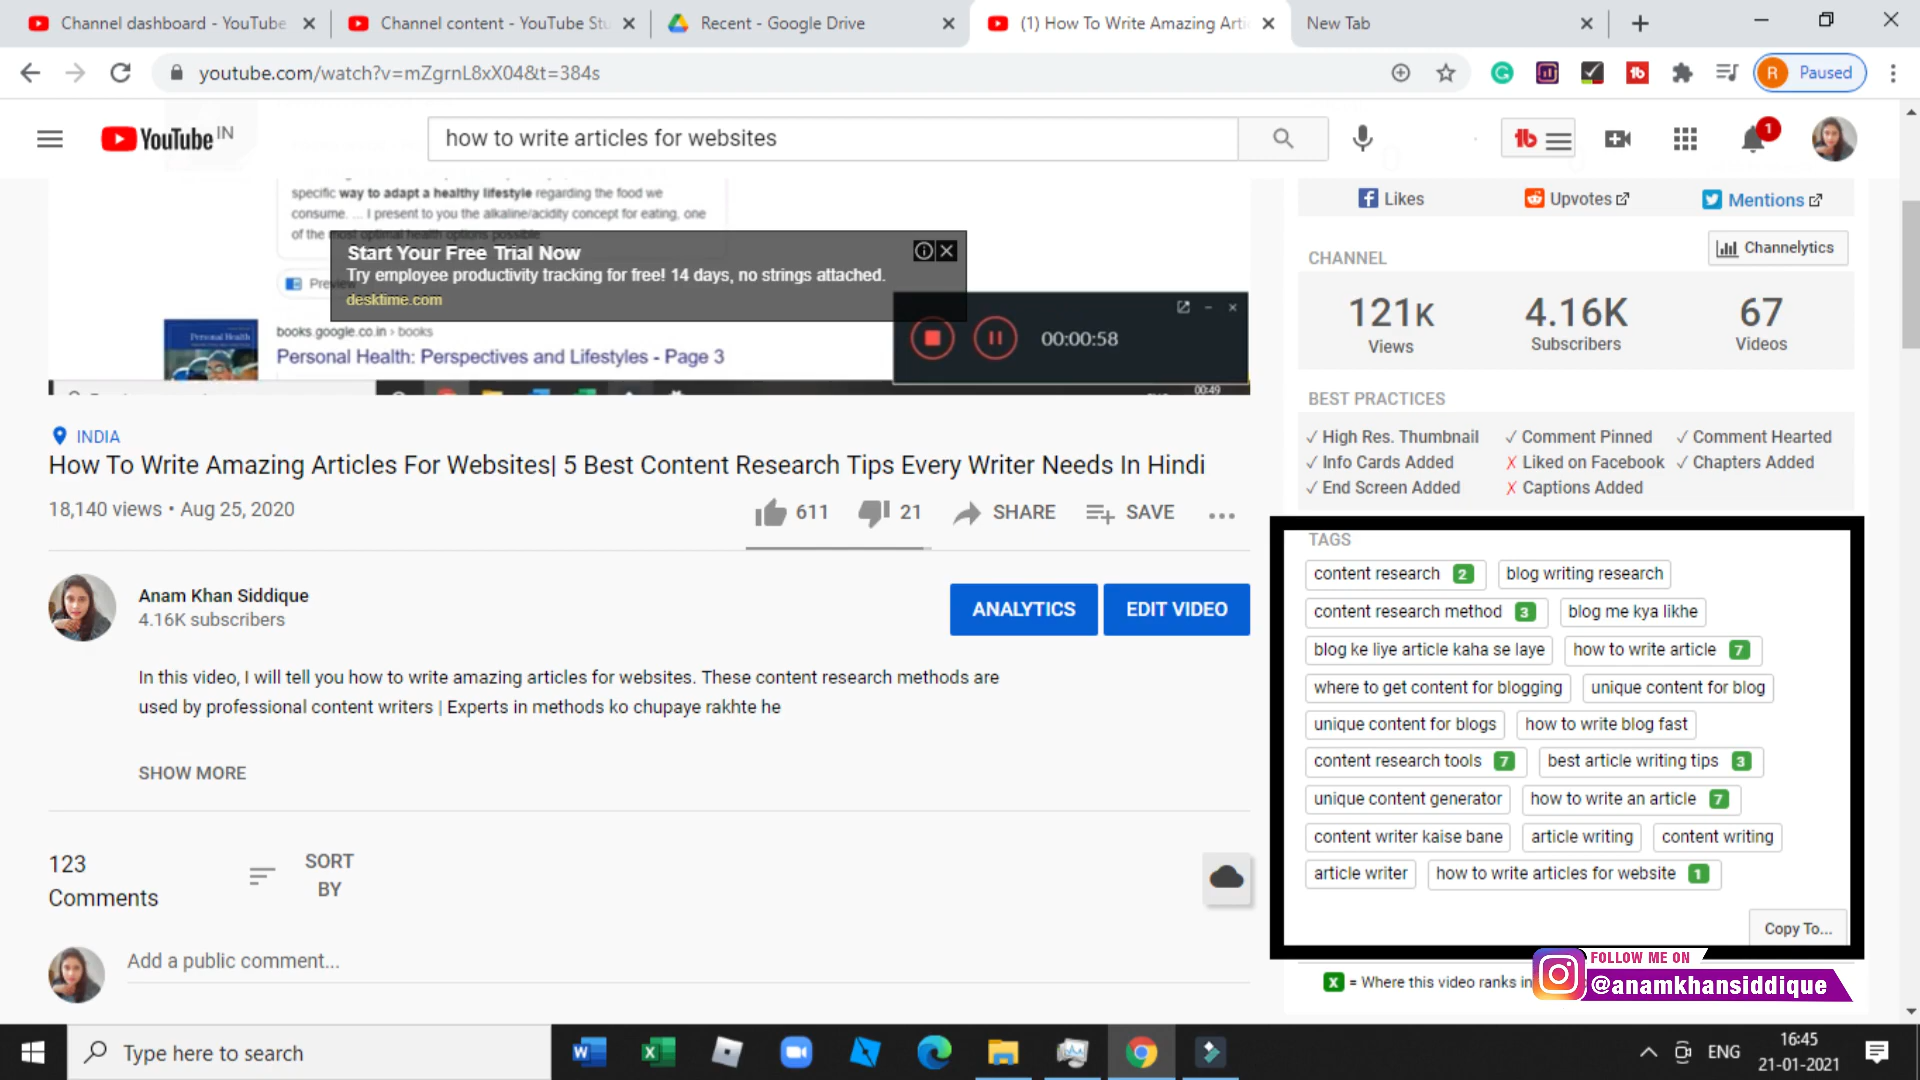 Channel dashboard - YouTube
Channel content - YouTube Stu
Recent - Google Drive
(1) How To Write Amazing Arti
New Tab
youtube.com/watch?v=mZgrnL8xX04&t=384s
R Paused
YouTube IN
how to write articles for websites
1
specific way to adapt a healthy lifestyle regarding the food we
consume. ... I present to you the alkaline/acidity concept for eating, one
of the most optimal health options possible
Start Your Free Trial Now
Try employee productivity tracking for free! 14 days, no strings attached.
desktime.com
books.google.co.in › books
Personal Health: Perspectives and Lifestyles - Page 3
Personal Health
00:00:58
00:49
INDIA
How To Write Amazing Articles For Websites| 5 Best Content Research Tips Every Writer Needs In Hindi
18,140 views • Aug 25, 2020
611
21
SHARE
SAVE
Anam Khan Siddique
4.16K subscribers
ANALYTICS
EDIT VIDEO
In this video, I will tell you how to write amazing articles for websites. These content research methods are
used by professional content writers | Experts in methods ko chupaye rakhte he
SHOW MORE
123
Comments
SORT
BY
Add a public comment...
Likes
Upvotes
Mentions
CHANNEL
Channelytics
121K 4.16K 67
Views Subscribers Videos
BEST PRACTICES
✓ High Res. Thumbnail ✓ Comment Pinned ✓ Comment Hearted
✓ Info Cards Added ✗ Liked on Facebook ✓ Chapters Added
✓ End Screen Added ✗ Captions Added
TAGS
content research 2 blog writing research
content research method 3 blog me kya likhe
blog ke liye article kaha se laye how to write article 7
where to get content for blogging unique content for blog
unique content for blogs how to write blog fast
content research tools 7 best article writing tips 3
unique content generator how to write an article 7
content writer kaise bane article writing content writing
article writer how to write articles for website 1
Copy To...
X = Where this video ranks in
FOLLOW ME ON
@anamkhansiddique
Type here to search
ENG
16:45
21-01-2021